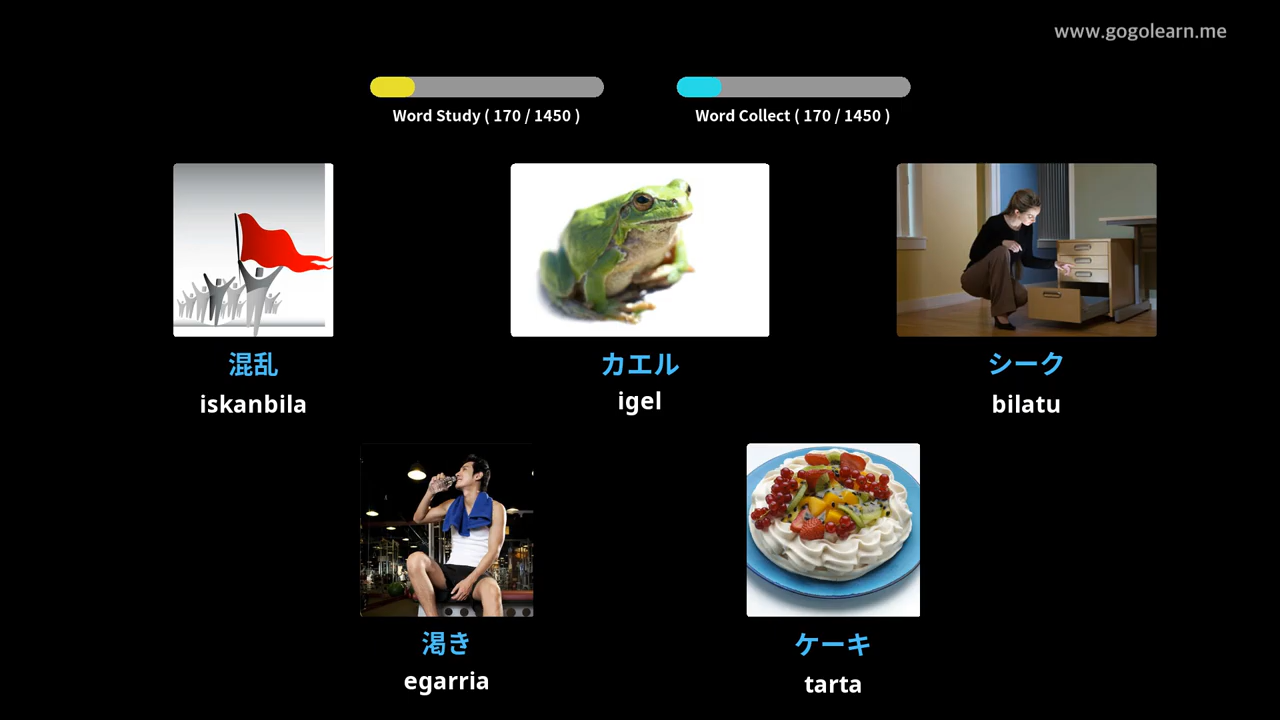 www.gogolearn.me
Word Study ( 170 / 1450 )
Word Collect ( 170 / 1450 )
混乱
iskanbila
カエル
igel
シーク
bilatu
渇き
egarria
ケーキ
tarta